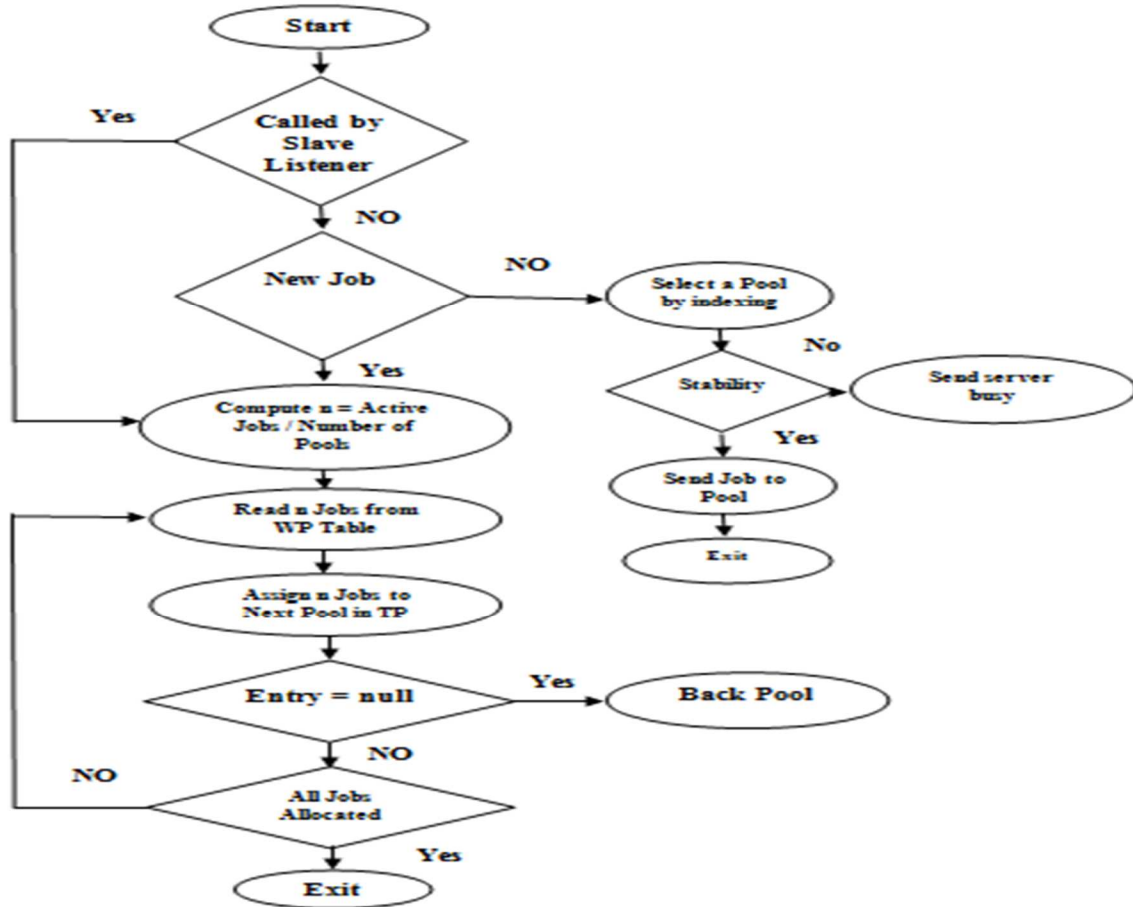 Start
Yes
Called by
Slave
Listener
NO
New Job
NO
Select a Pool
by indexing
No
Yes
Stability
Send server
busy
Compute n = Active
Jobs / Number of
Pools
Yes
Send Job to
Pool
Read n Jobs from
WP Table
Exit
Assign n Jobs to
Next Pool in TP
Entry = null
Yes
Back Pool
NO
NO
All Jobs
Allocated
Yes
Exit